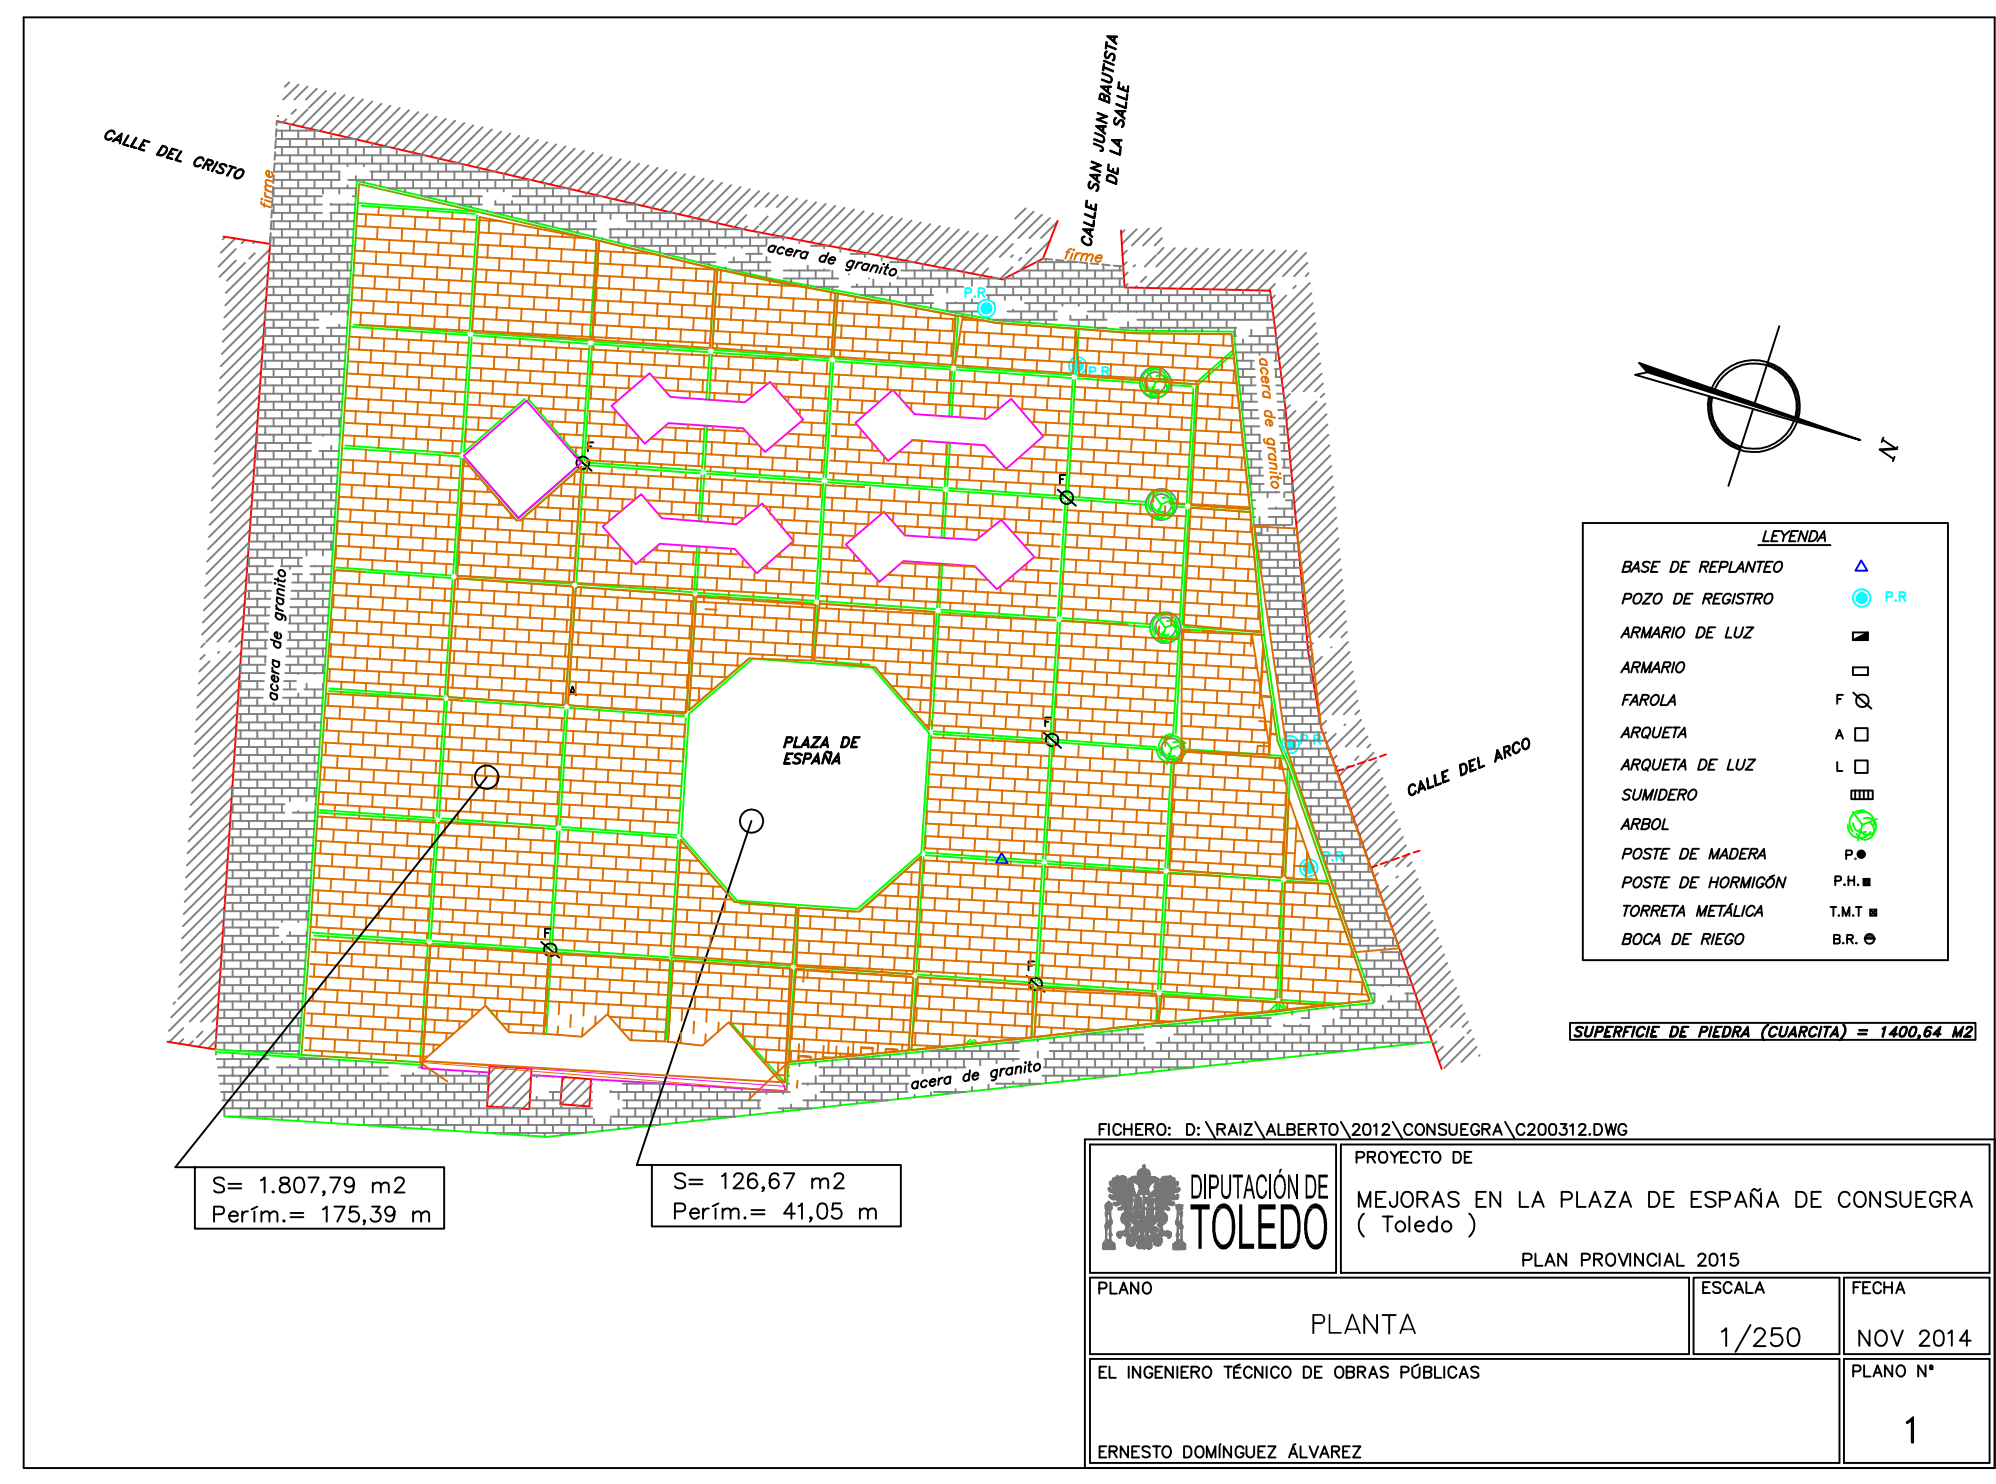 CALLE DEL CRISTO
firme
CALLE SAN JUAN BAUTISTA
DE LA SALLE
firme
acera de granito
P.R
P.R
acera de granito
F
F
acera de granito
A
F
PLAZA DE
ESPAÑA
P.R
CALLE DEL ARCO
P.R
F
F
acera de granito
N
LEYENDA
BASE DE REPLANTEO
POZO DE REGISTRO P.R
ARMARIO DE LUZ
ARMARIO
FAROLA F
ARQUETA A
ARQUETA DE LUZ L
SUMIDERO
ARBOL
POSTE DE MADERA P.
POSTE DE HORMIGÓN P.H.
TORRETA METÁLICA T.M.T
BOCA DE RIEGO B.R.
SUPERFICIE DE PIEDRA (CUARCITA) = 1400,64 M2
S= 1.807,79 m2
Perím.= 175,39 m
S= 126,67 m2
Perím.= 41,05 m
FICHERO: D:\RAIZ\ALBERTO\2012\CONSUEGRA\C200312.DWG
DIPUTACIÓN DE
TOLEDO
PROYECTO DE
MEJORAS EN LA PLAZA DE ESPAÑA DE CONSUEGRA
( Toledo )
PLAN PROVINCIAL 2015
PLANO
PLANTA
ESCALA
1/250
FECHA
NOV 2014
EL INGENIERO TÉCNICO DE OBRAS PÚBLICAS
ERNESTO DOMÍNGUEZ ÁLVAREZ
PLANO Nº
1